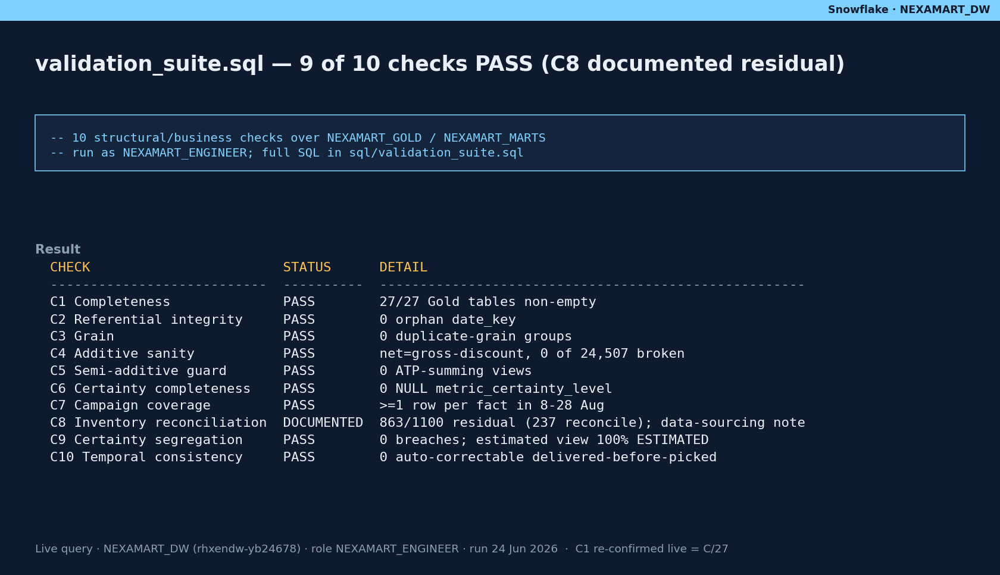 Snowflake · NEXAMART_DW
validation_suite.sql — 9 of 10 checks PASS (C8 documented residual)
-- 10 structural/business checks over NEXAMART_GOLD / NEXAMART_MARTS
-- run as NEXAMART_ENGINEER; full SQL in sql/validation_suite.sql
Result
CHECK                        STATUS      DETAIL
---------------------------  ----------  -----------------------------------------------------
C1 Completeness              PASS        27/27 Gold tables non-empty
C2 Referential integrity     PASS        0 orphan date_key
C3 Grain                     PASS        0 duplicate-grain groups
C4 Additive sanity           PASS        net=gross-discount, 0 of 24,507 broken
C5 Semi-additive guard       PASS        0 ATP-summing views
C6 Certainty completeness    PASS        0 NULL metric_certainty_level
C7 Campaign coverage         PASS        >=1 row per fact in 8-28 Aug
C8 Inventory reconciliation  DOCUMENTED  863/1100 residual (237 reconcile); data-sourcing note
C9 Certainty segregation     PASS        0 breaches; estimated view 100% ESTIMATED
C10 Temporal consistency     PASS        0 auto-correctable delivered-before-picked
Live query · NEXAMART_DW (rhxendw-yb24678) · role NEXAMART_ENGINEER · run 24 Jun 2026 · C1 re-confirmed live = C/27